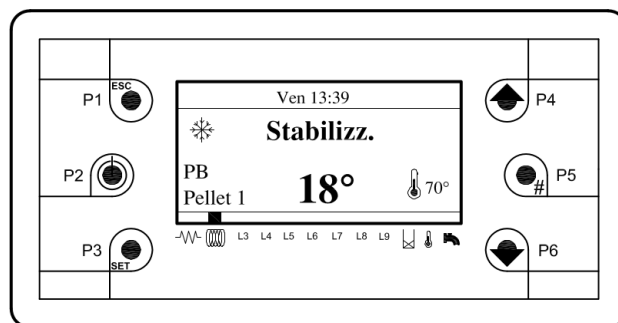 ESC
P1
P2
P3
SET
Ven 13:39
Stabilizz.
PB
Pellet 1
18°
70°
L3 L4 L5 L6 L7 L8 L9
P4
P5
#
P6